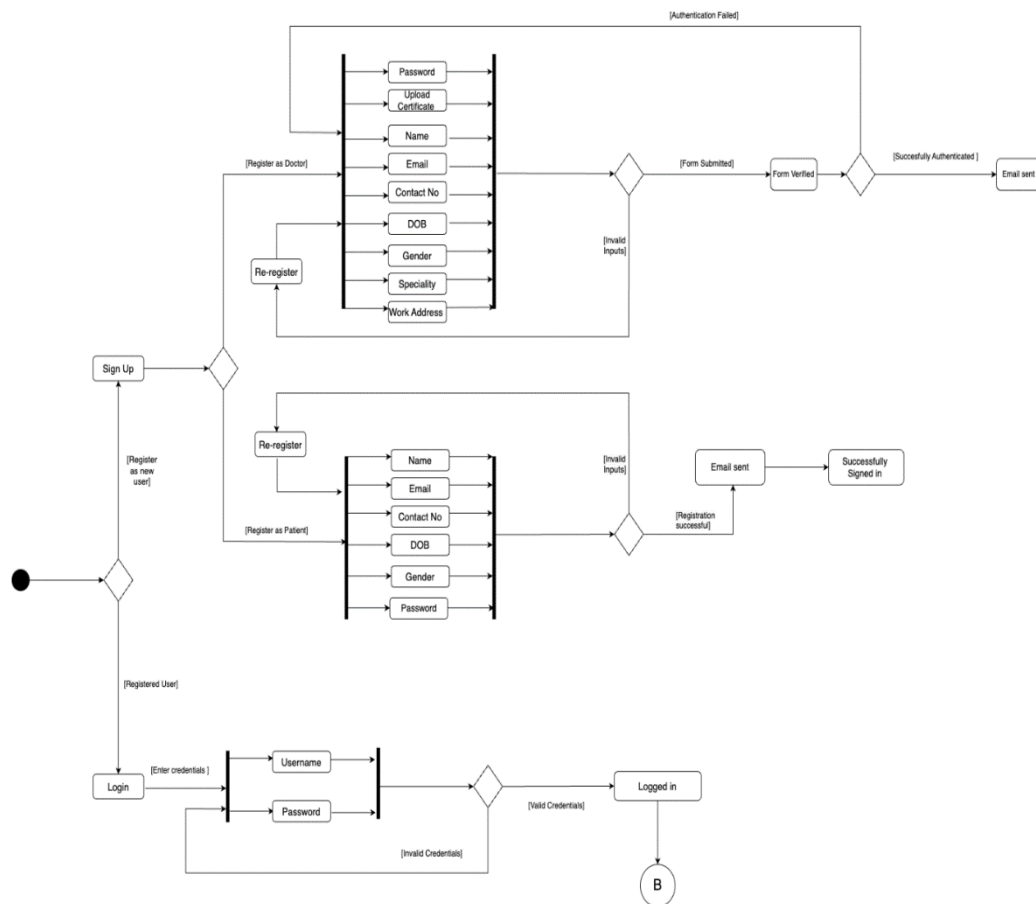 [Authentication Failed]
Password
Upload
Certificate
Name
[Register as Doctor]
Email
[Form Submitted]
Form Verified
[Succesfully Authenticated ]
Email sent
Contact No
DOB
[Invalid
Inputs]
Gender
Re-register
Speciality
Work Address
Sign Up
Re-register
Name
[Invalid
Inputs]
Email sent
Successfully
Signed in
[Register
as new
user]
Email
Contact No
[Register as Patient]
[Registration
successful]
DOB
Gender
Password
[Registered User]
[Enter credentials ]
Username
Login
Logged in
Password
[Valid Credentials]
[Invalid Credentials]
B